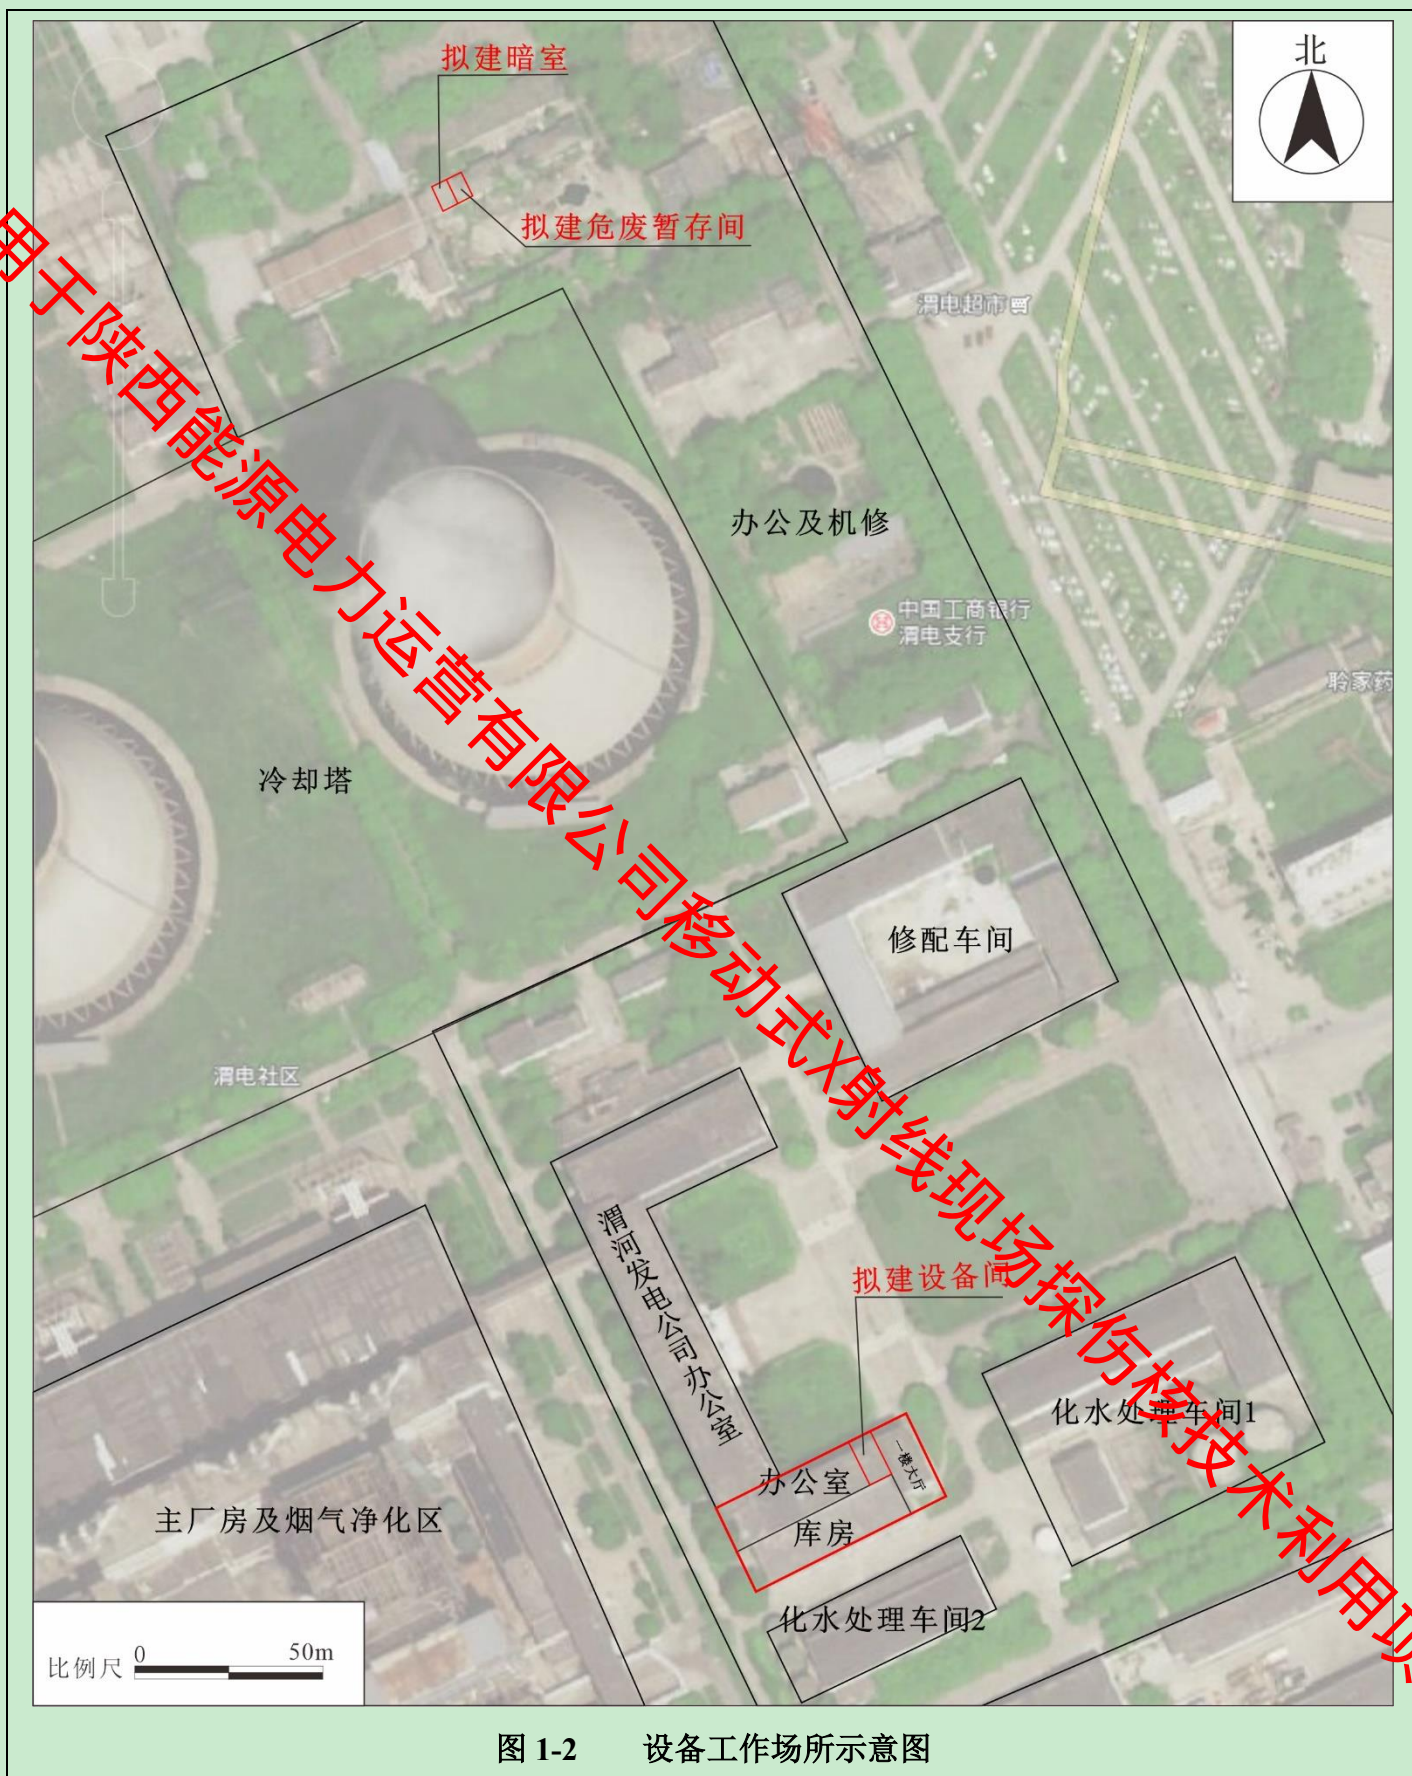 北
拟建暗室
拟建危废暂存间
渭电超市
办公及机修
中国工商银行
渭电支行
聆家药
冷却塔
修配车间
渭电社区
渭河发电公司办公室
拟建设备间
化水处理车间1
一楼大厅
办公室
库房
主厂房及烟气净化区
化水处理车间2
比例尺 0 50m
用于陕西能源电力运营有限公司移动式X射线现场探伤核技术利用项
图 1-2 设备工作场所示意图